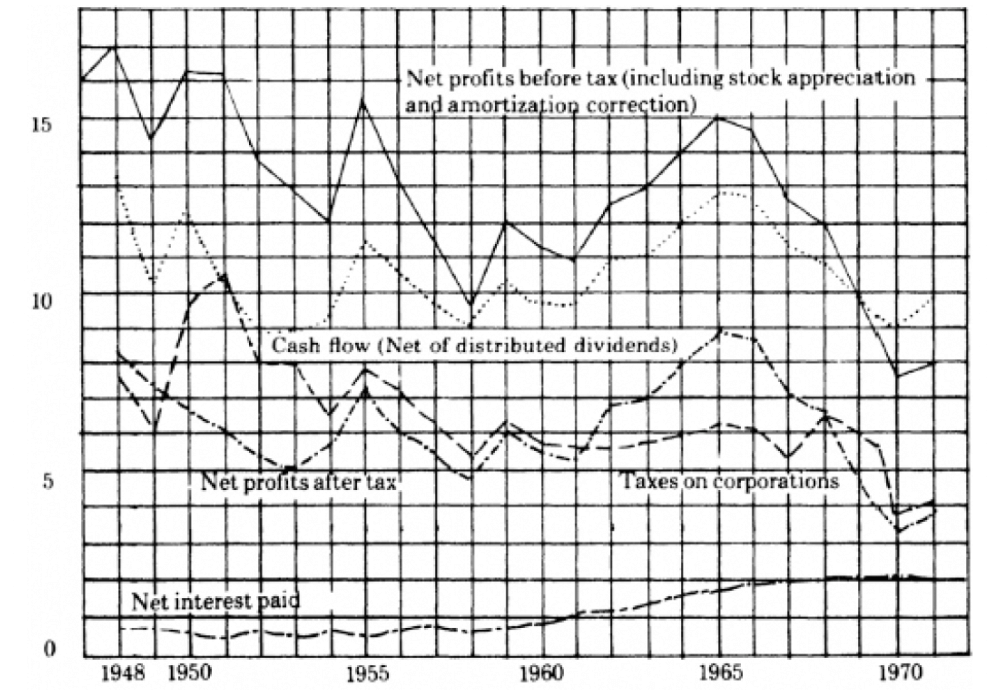 Net profits before tax (including stock appreciation
and amortization correction)
15
10
Cash flow (Net of distributed dividends)
5
Net profits after tax
Taxes on corporations
Net interest paid
0
1948 1950 1955 1960 1965 1970